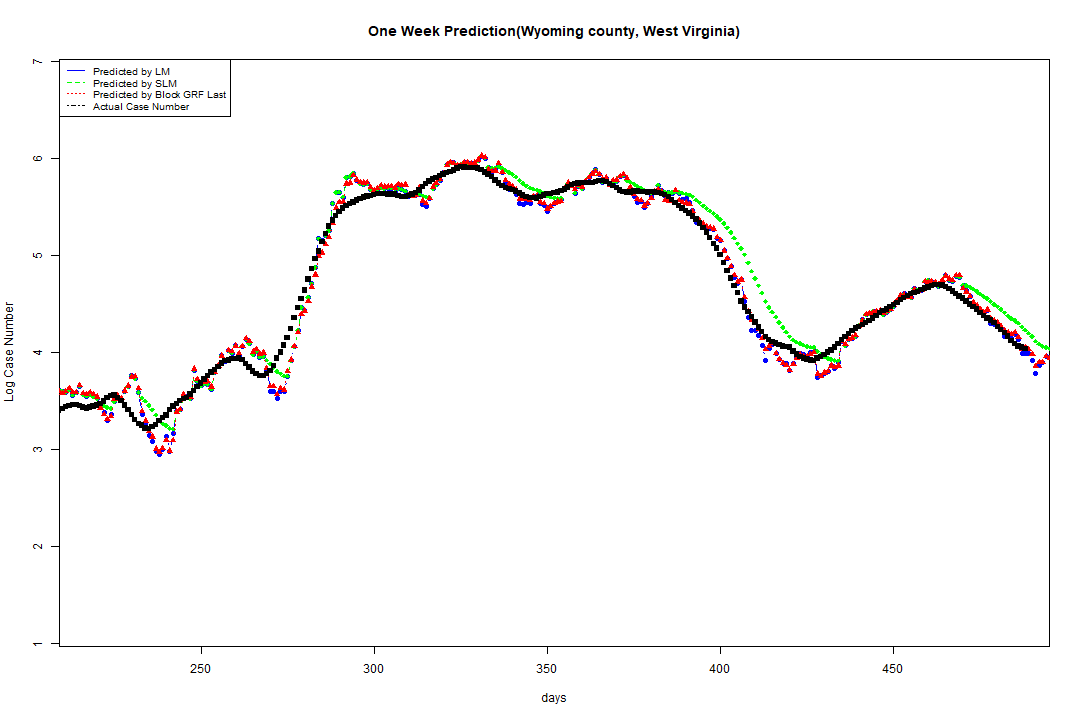 One Week Prediction(Wyoming county, West Virginia)
Predicted by LM
Predicted by SLM
Predicted by Block GRF Last
Actual Case Number
7
6
5
4
3
2
1
Log Case Number
250 300 350 400 450
days